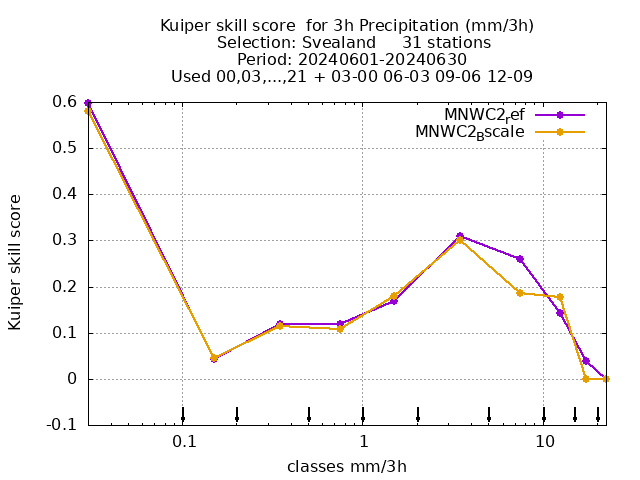 Kuiper skill score  for 3h Precipitation (mm/3h)
Selection: Svealand     31 stations
Period: 20240601-20240630
Used 00,03,...,21 + 03-00 06-03 09-06 12-09
MNWC2ref
MNWC2Bscale
0.6
0.5
0.4
0.3
0.2
0.1
0
-0.1
Kuiper skill score
0.1 1 10
classes mm/3h